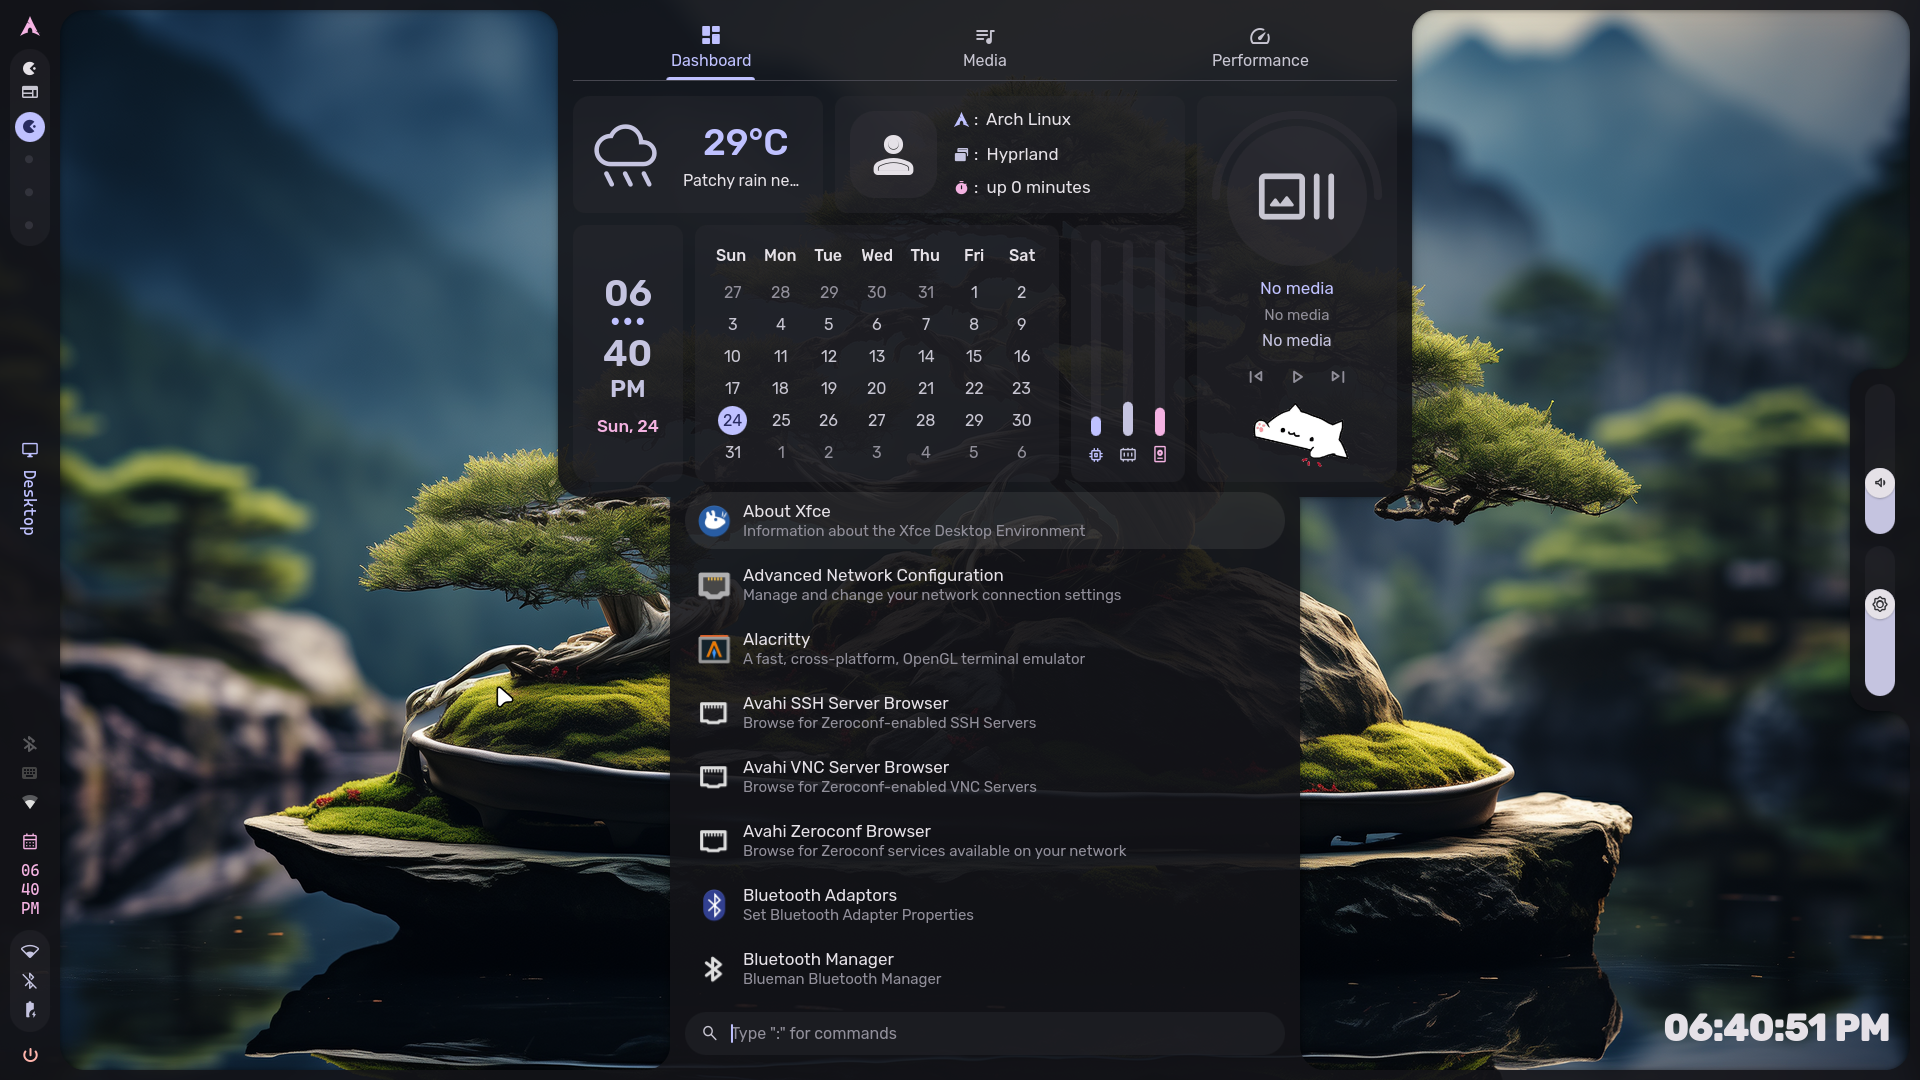 Dashboard
Media
Performance
29°C
Patchy rain ne...
: Arch Linux
: Hyprland
: up 0 minutes
06
40
PM
Sun, 24
Sun Mon Tue Wed Thu Fri Sat
27 28 29 30 31 1 2
3 4 5 6 7 8 9
10 11 12 13 14 15 16
17 18 19 20 21 22 23
24 25 26 27 28 29 30
31 1 2 3 4 5 6
No media
No media
No media
Desktop
About Xfce
Information about the Xfce Desktop Environment
Advanced Network Configuration
Manage and change your network connection settings
Alacritty
A fast, cross-platform, OpenGL terminal emulator
Avahi SSH Server Browser
Browse for Zeroconf-enabled SSH Servers
Avahi VNC Server Browser
Browse for Zeroconf-enabled VNC Servers
Avahi Zeroconf Browser
Browse for Zeroconf services available on your network
Bluetooth Adaptors
Set Bluetooth Adapter Properties
Bluetooth Manager
Blueman Bluetooth Manager
Type ":" for commands
06
40
PM
06:40:51 PM